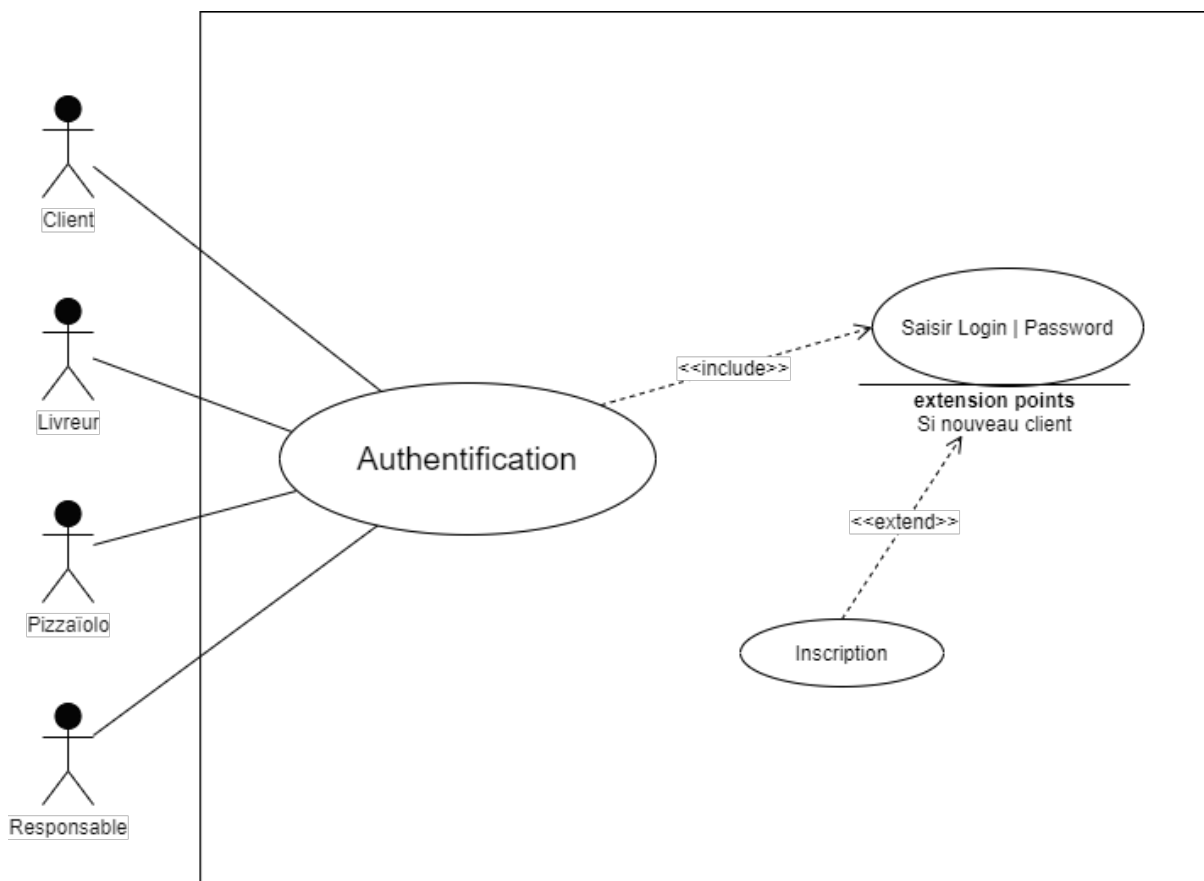 Client
Livreur
Pizzaïolo
Responsable
Authentification
<<include>>
Saisir Login | Password
extension points
Si nouveau client
<<extend>>
Inscription